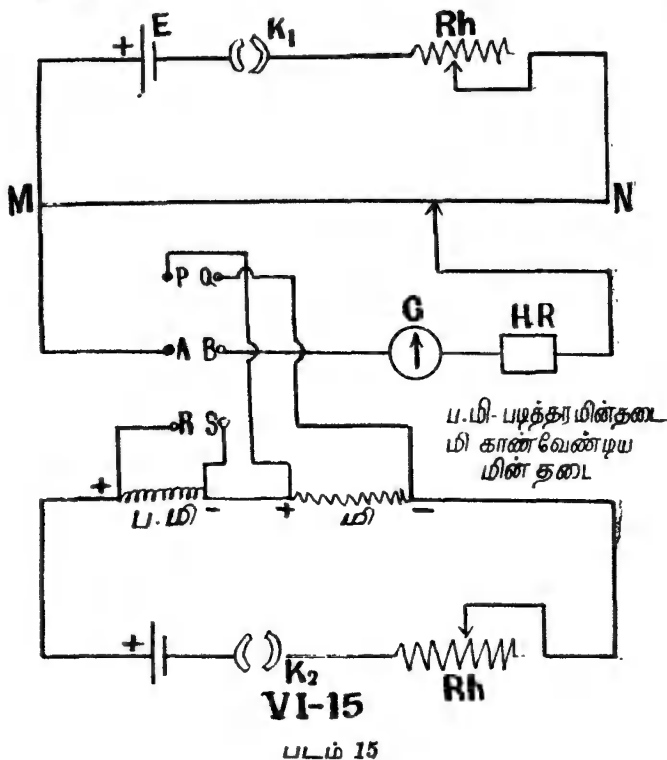 E
K₁
Rh
+
M
N
P Q
A B
G
H.R
R S
ப.மி- படித்தர மின்தடை
மி காண்வேண்டிய
மின் தடை
+
ப.மி
-
+
மி
-
+
K₂
Rh
VI-15
படம் 15